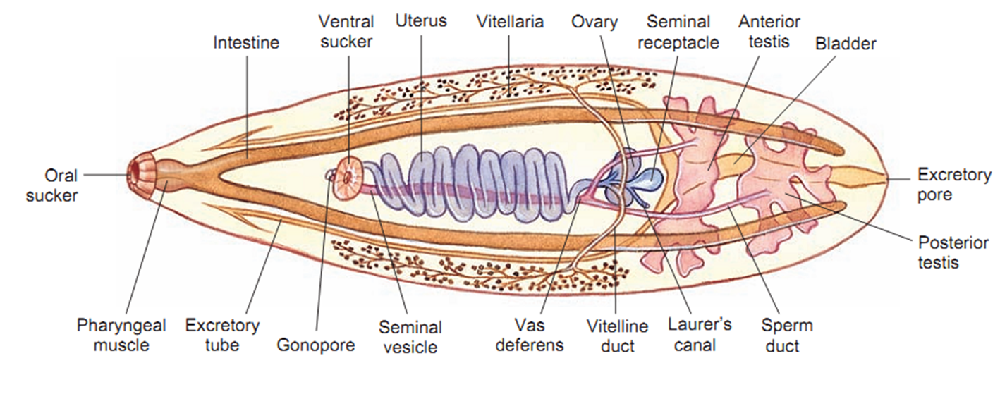 Intestine
Ventral
sucker
Uterus
Vitellaria
Ovary
Seminal
receptacle
Anterior
testis
Bladder
Oral
sucker
Excretory
pore
Posterior
testis
Pharyngeal
muscle
Excretory
tube
Gonopore
Seminal
vesicle
Vas
deferens
Vitelline
duct
Laurer’s
canal
Sperm
duct